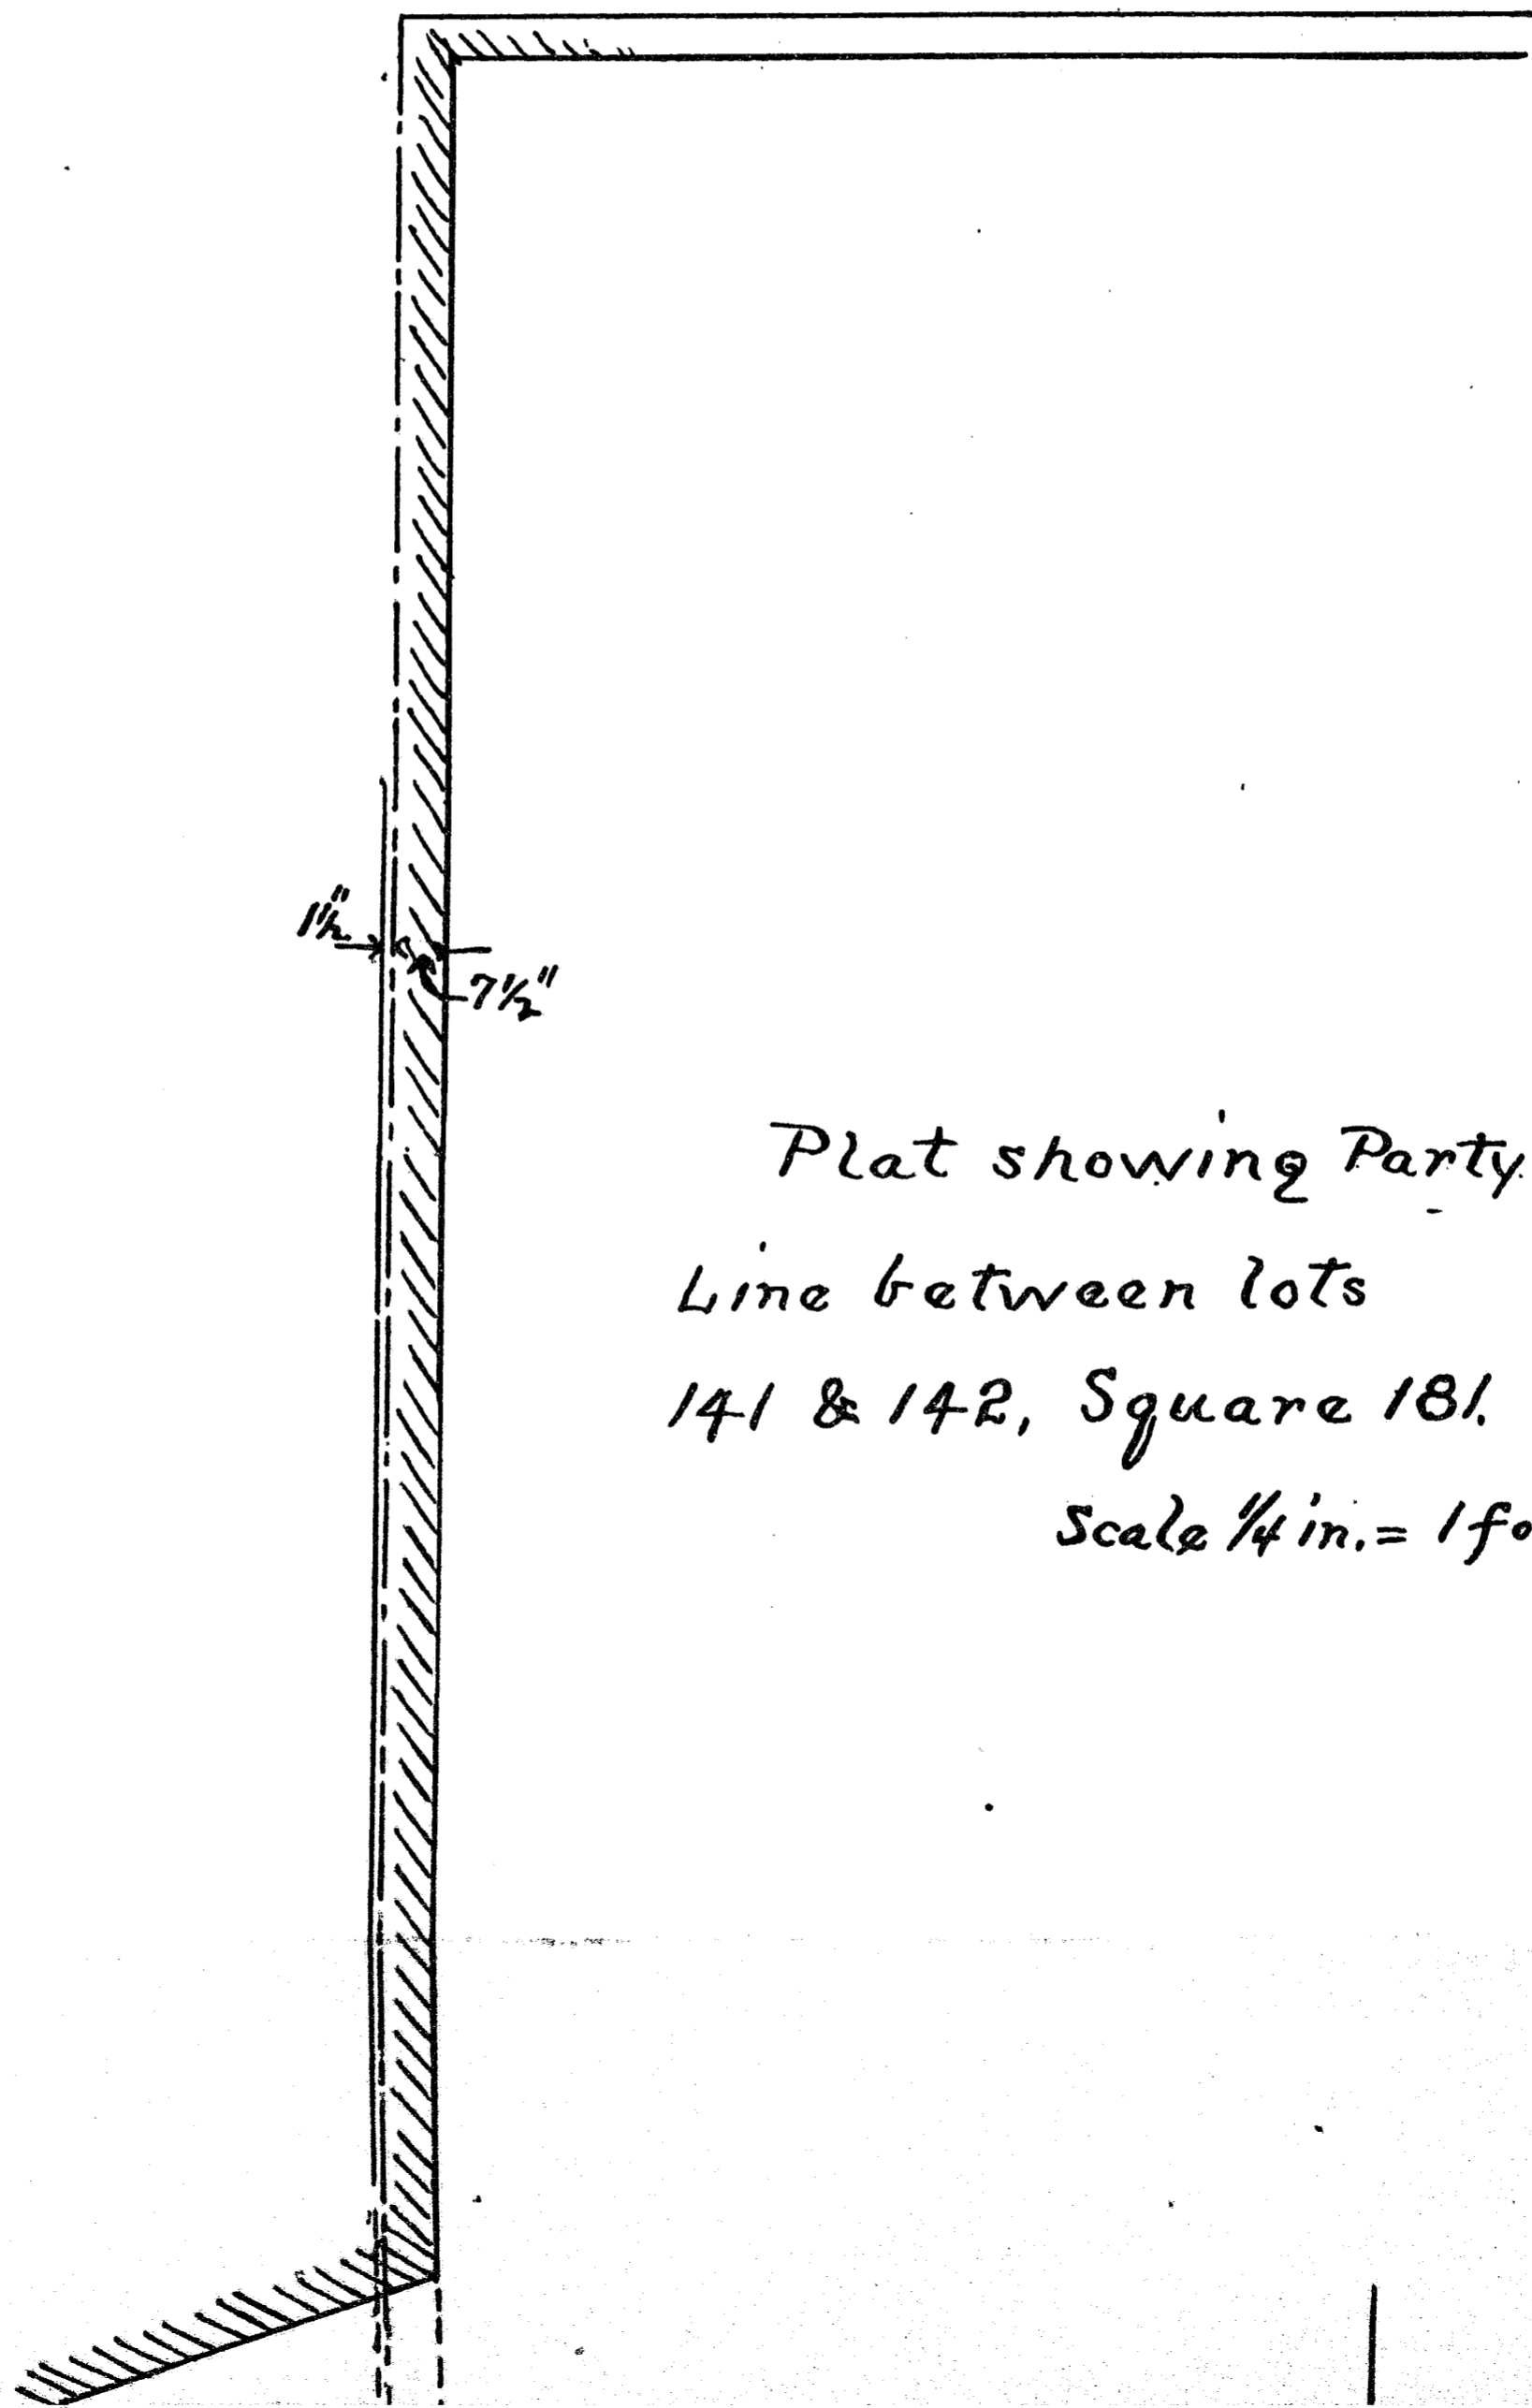 1½"
7½"
Plat showing Party
Line between lots
141 & 142, Square 181.
Scale ¼ in. = 1 fo